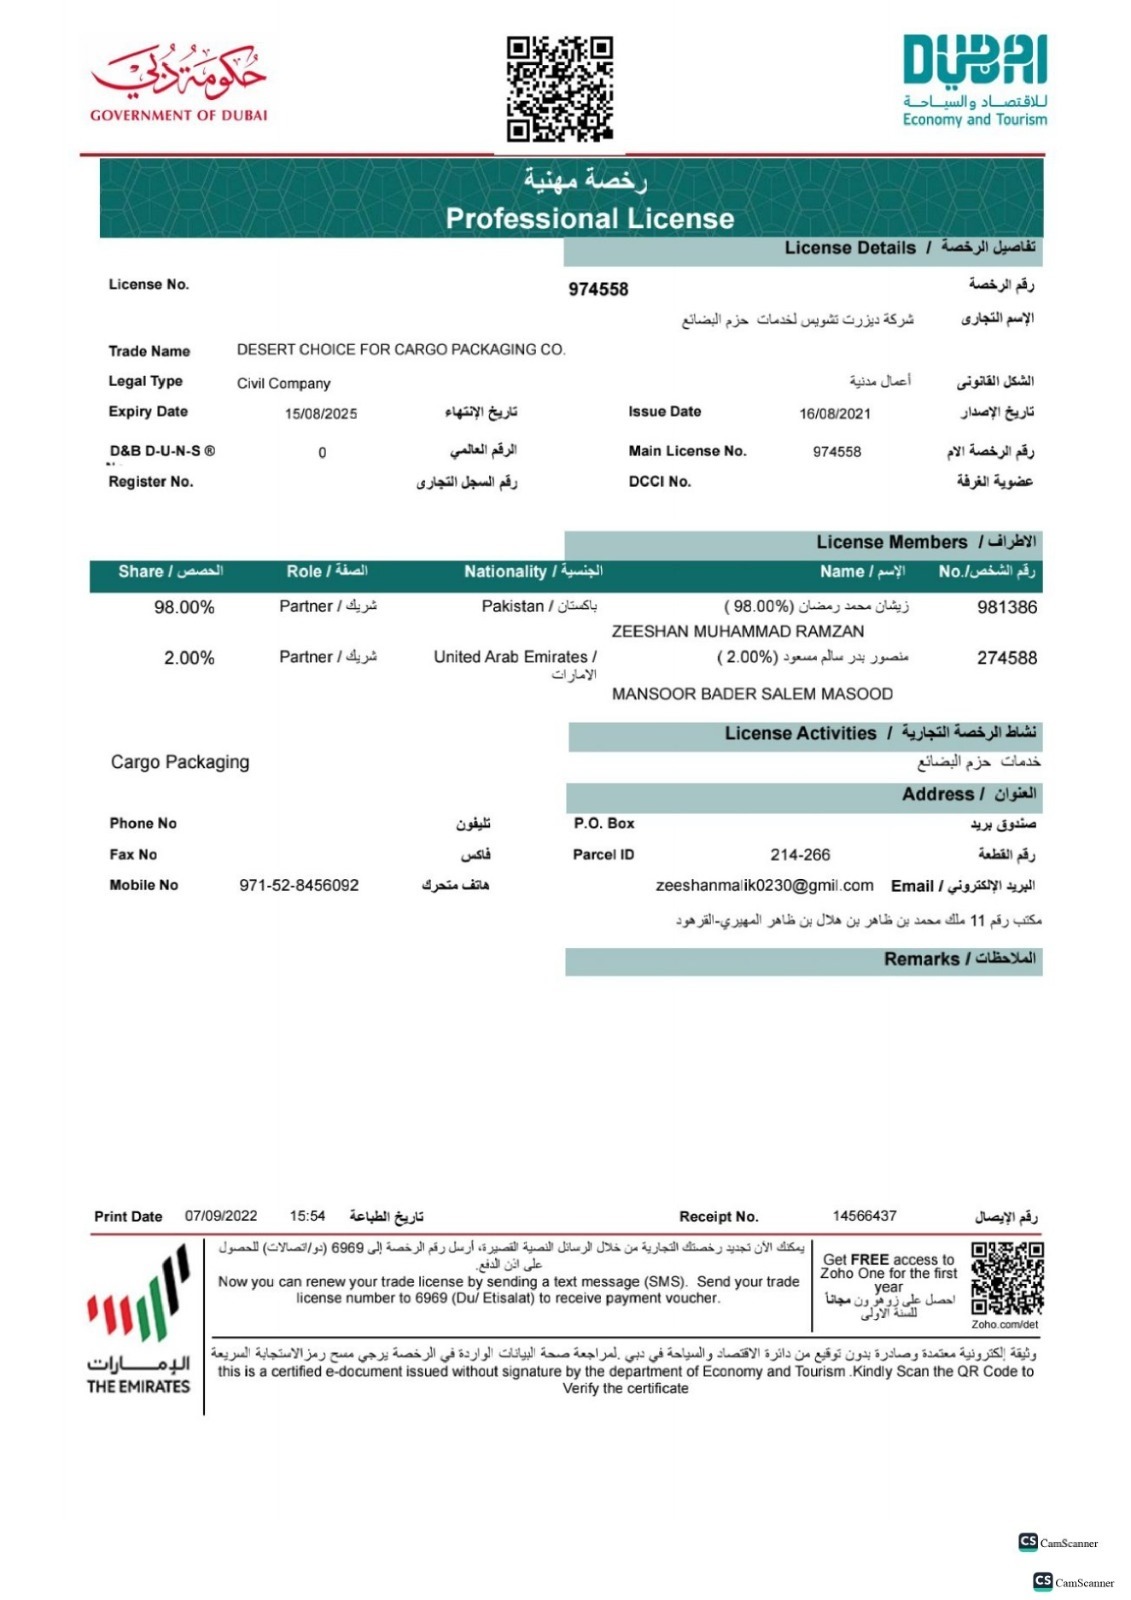 حكومة دبي
GOVERNMENT OF DUBAI
DUBAI
للاقتصاد والسياحة
Economy and Tourism
رخصة مهنية
Professional License
License Details / تفاصيل الرخصة
License No. 974558 رقم الرخصة
شركة ديزرت تشويس لخدمات حزم البضائع الإسم التجارى
Trade Name DESERT CHOICE FOR CARGO PACKAGING CO.
Legal Type Civil Company أعمال مدنية الشكل القانونى
Expiry Date 15/08/2025 تاريخ الإنتهاء Issue Date 16/08/2021 تاريخ الإصدار
D&B D-U-N-S ® 0 الرقم العالمي Main License No. 974558 رقم الرخصة الام
Register No. رقم السجل التجارى DCCI No. عضوية الغرفة
License Members / الاطراف
Share / الحصص Role / الصفة Nationality / الجنسية Name / الإسم No./رقم الشخص
98.00% Partner / شريك Pakistan / باكستان زيشان محمد رمضان (98.00% ) 981386
ZEESHAN MUHAMMAD RAMZAN
2.00% Partner / شريك United Arab Emirates / منصور بدر سالم مسعود (2.00% ) 274588
الامارات
MANSOOR BADER SALEM MASOOD
License Activities / نشاط الرخصة التجارية
Cargo Packaging خدمات حزم البضائع
Address / العنوان
Phone No تليفون P.O. Box صندوق بريد
Fax No فاكس Parcel ID 214-266 رقم القطعة
Mobile No 971-52-8456092 هاتف متحرك zeeshanmalik0230@gmil.com Email / البريد الإلكتروني
مكتب رقم 11 ملك محمد بن ظاهر بن هلال بن ظاهر المهيري-القرهود
Remarks / الملاحظات
Print Date 07/09/2022 15:54 تاريخ الطباعة Receipt No. 14566437 رقم الإيصال
يمكنك الأن تجديد رخصتك التجارية من خلال الرسائل النصية القصيرة، أرسل رقم الرخصة إلى 6969 (دو/اتصالات) للحصول
على اذن الدفع.
Now you can renew your trade license by sending a text message (SMS). Send your trade
license number to 6969 (Du/ Etisalat) to receive payment voucher.
Get FREE access to
Zoho One for the first
year
احصل على زوهو ون مجاناً
للسنة الاولى
Zoho.com/det
الإمارات
THE EMIRATES
وثيقة إلكترونية معتمدة وصادرة بدون توقيع من دائرة الاقتصاد والسياحة في دبي .لمراجعة صحة البيانات الواردة في الرخصة يرجي مسح رمزالاستجابة السريعة
this is a certified e-document issued without signature by the department of Economy and Tourism .Kindly Scan the QR Code to
Verify the certificate
CS CamScanner
CS CamScanner